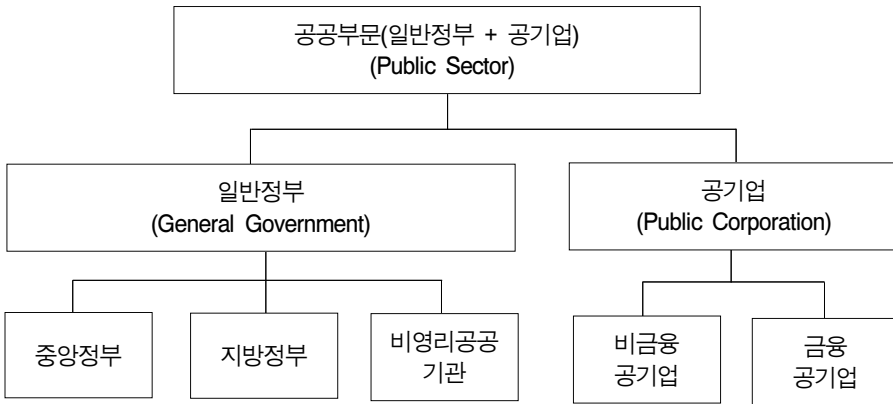 공공부문(일반정부 + 공기업)
(Public Sector)
일반정부
(General Government)
공기업
(Public Corporation)
중앙정부
지방정부
비영리공공
기관
비금융
공기업
금융
공기업